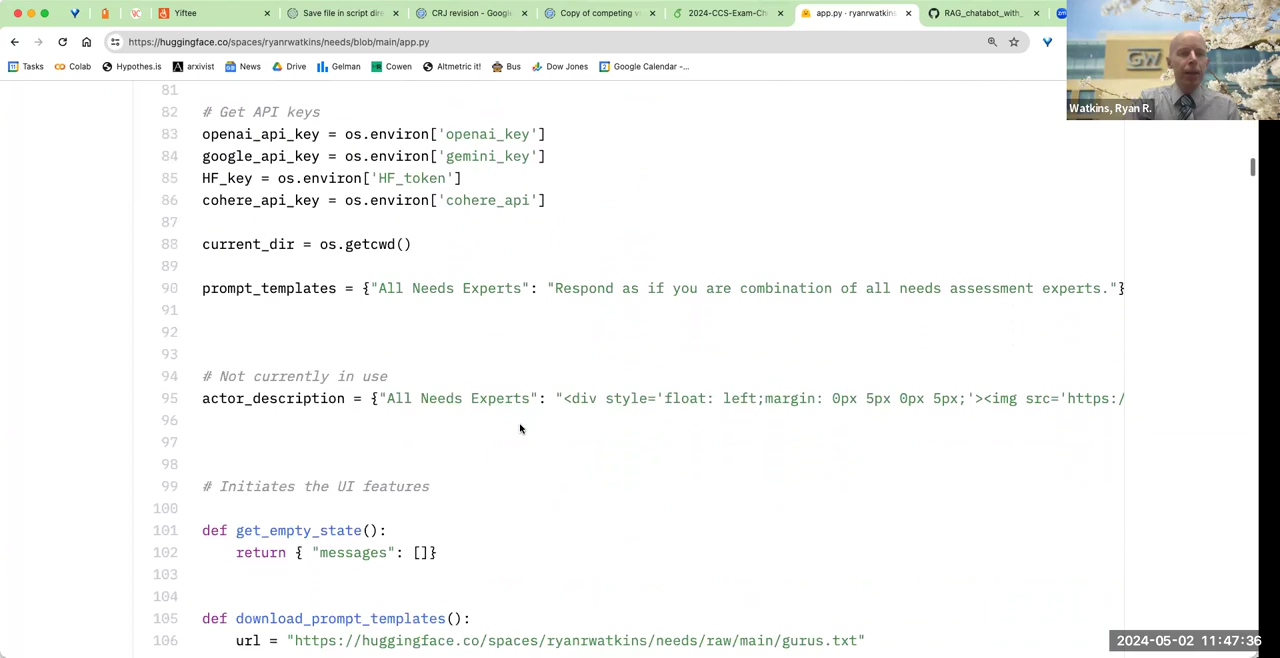 Yiftee
Save file in script dire
CRJ revision - Google
Copy of competing v
2024-CCS-Exam-Ch
app.py · ryanrwatkins
RAG_chatabot_with_
zm
https://huggingface.co/spaces/ryanrwatkins/needs/blob/main/app.py
Tasks
Colab
Hypothes.is
arxivist
News
Drive
Gelman
Cowen
Altmetric it!
Bus
Dow Jones
Google Calendar -...
GW
Watkins, Ryan R.
81
82 # Get API keys
83 openai_api_key = os.environ['openai_key']
84 google_api_key = os.environ['gemini_key']
85 HF_key = os.environ['HF_token']
86 cohere_api_key = os.environ['cohere_api']
87
88 current_dir = os.getcwd()
89
90 prompt_templates = {"All Needs Experts": "Respond as if you are combination of all needs assessment experts."}
91
92
93
94 # Not currently in use
95 actor_description = {"All Needs Experts": "<div style='float: left;margin: 0px 5px 0px 5px;'><img src='https:/
96
97
98
99 # Initiates the UI features
100
101 def get_empty_state():
102 return { "messages": []}
103
104
105 def download_prompt_templates():
106 url = "https://huggingface.co/spaces/ryanrwatkins/needs/raw/main/gurus.txt"
2024-05-02 11:47:36